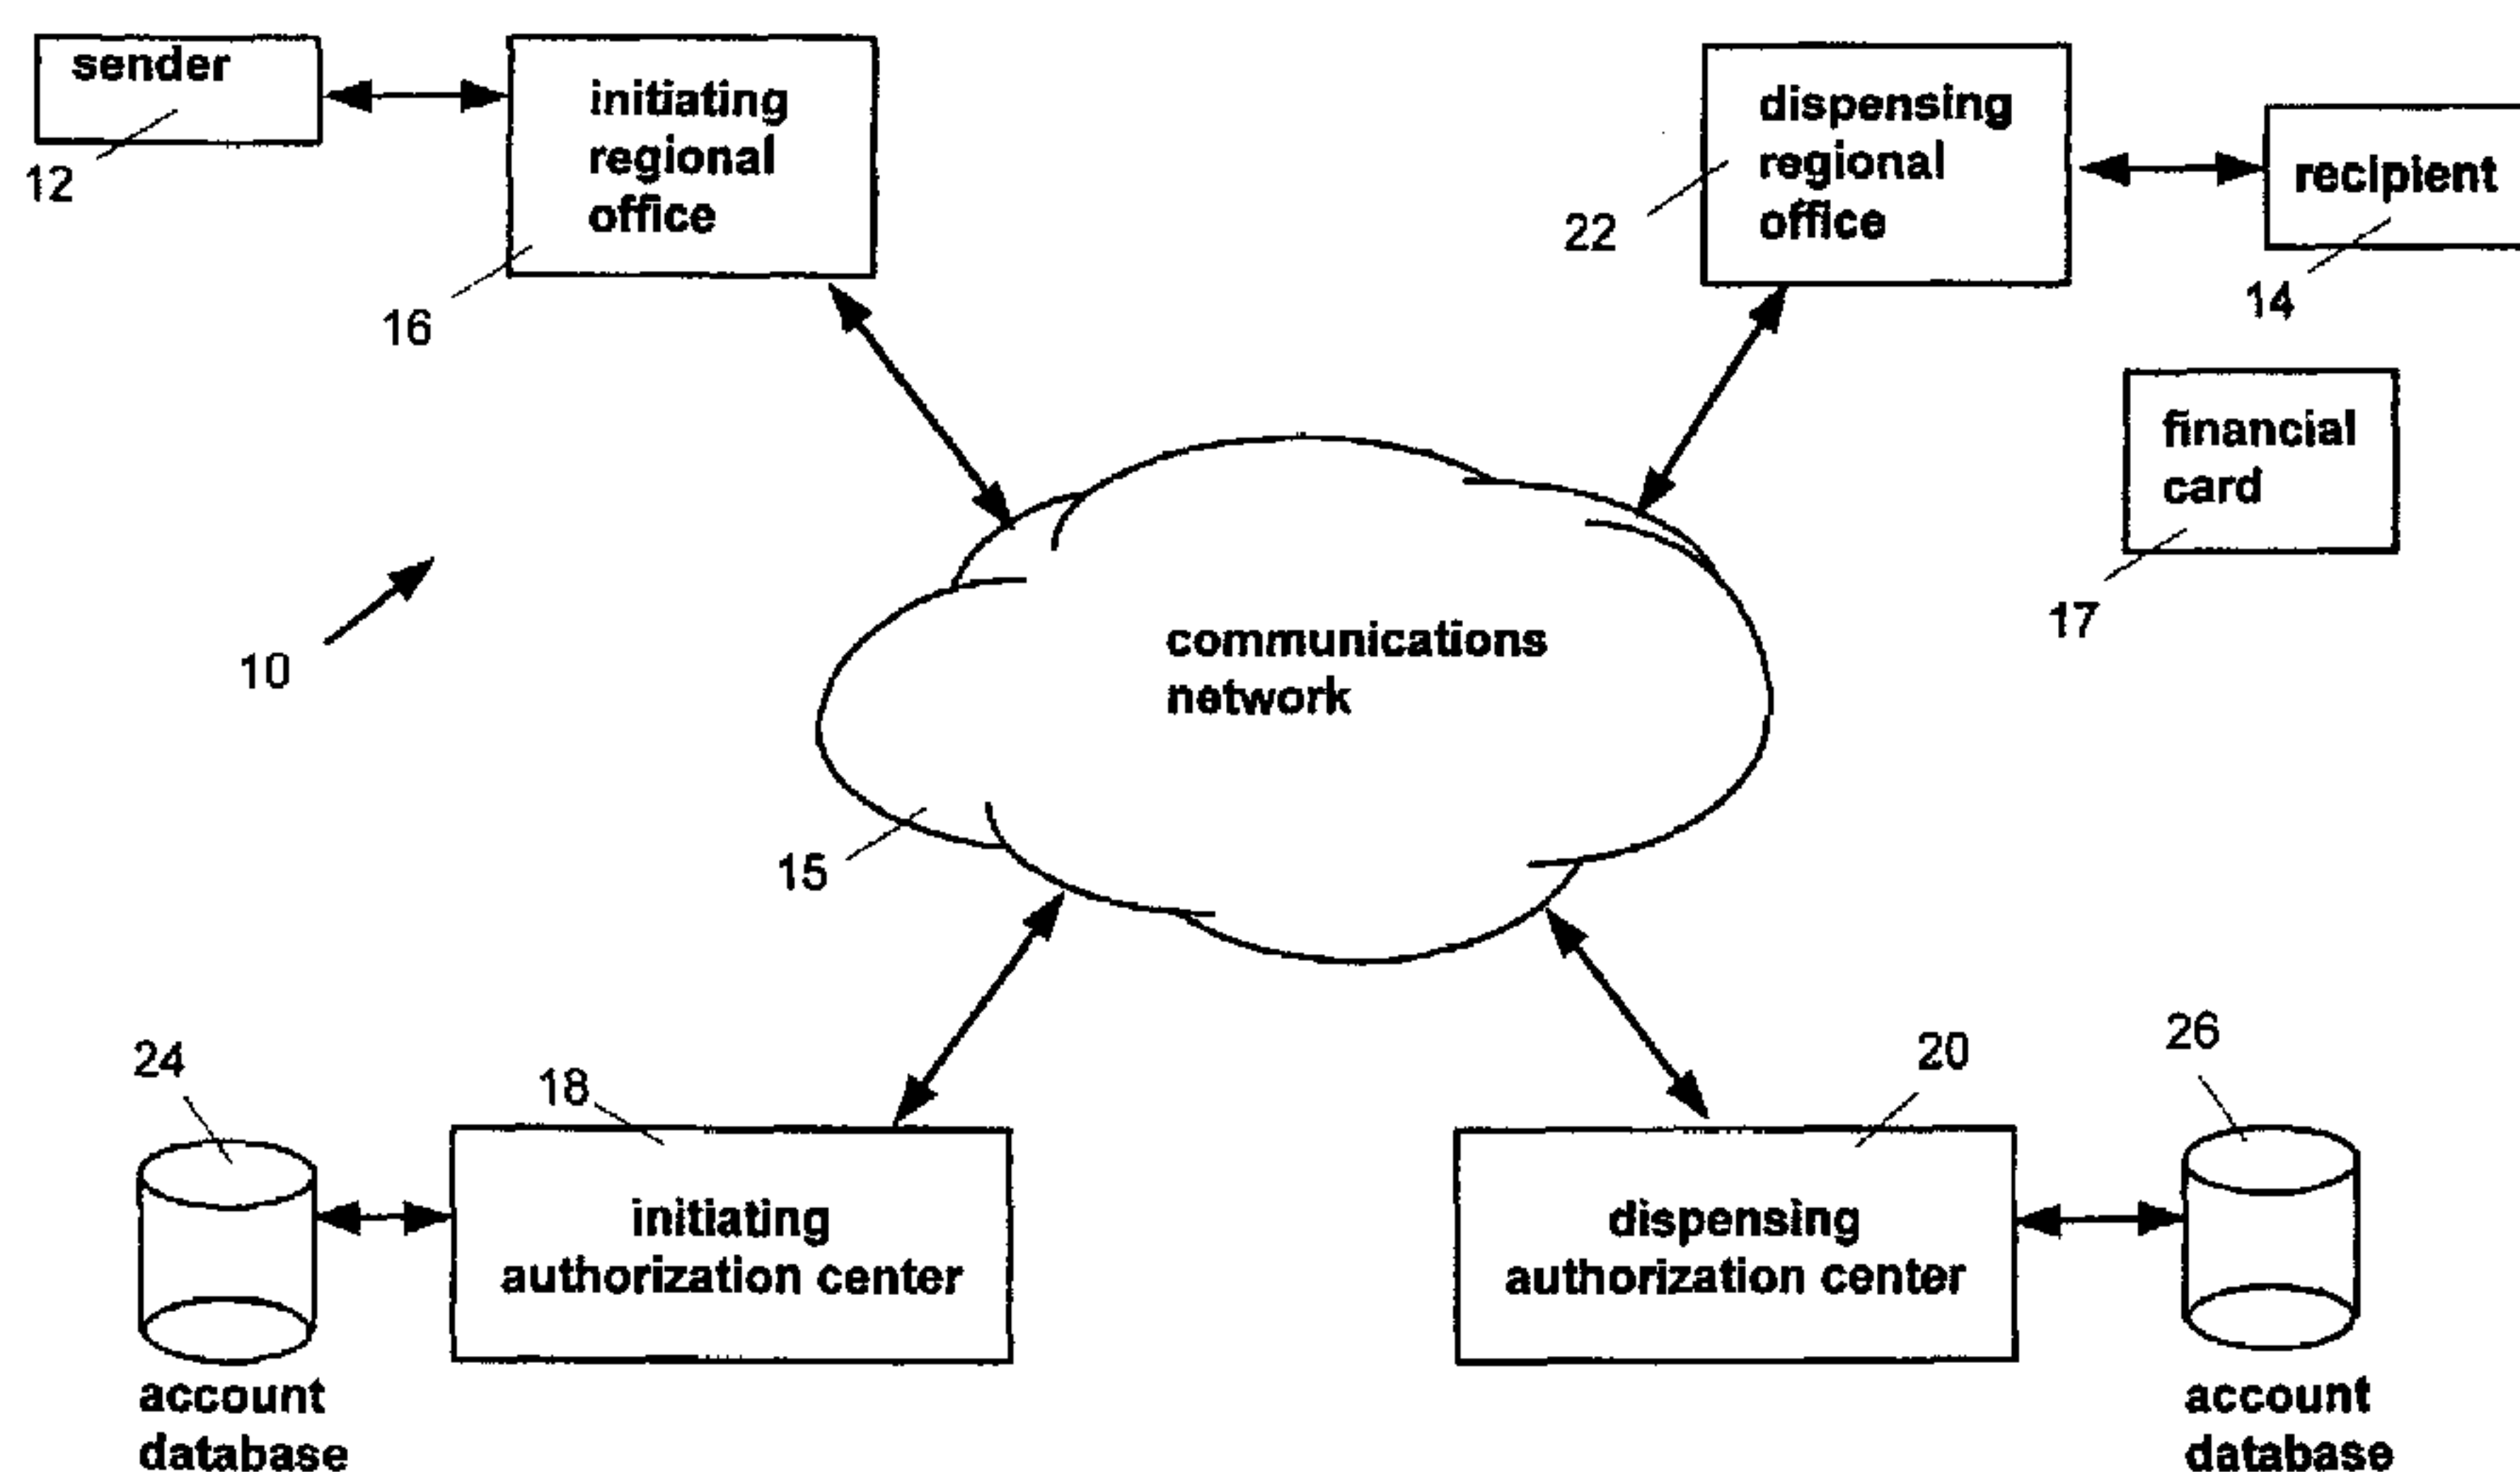 sender
12
initiating
regional
office
16
dispensing
regional
office
22
recipient
14
financial
card
17
10
communications
network
15
24
18
initiating
authorization center
account
database
20
26
dispensing
authorization center
account
database